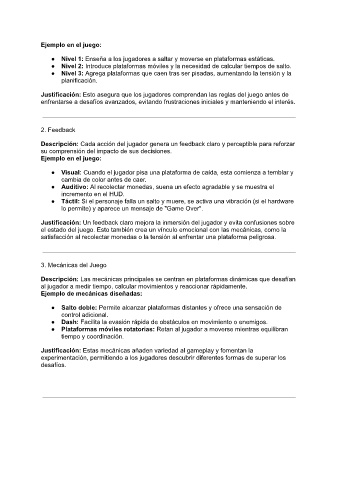 Ejemplo en el juego:
● Nivel 1: Enseña a los jugadores a saltar y moverse en plataformas estáticas.
● Nivel 2: Introduce plataformas móviles y la necesidad de calcular tiempos de salto.
● Nivel 3: Agrega plataformas que caen tras ser pisadas, aumentando la tensión y la
planificación.
Justificación: Esto asegura que los jugadores comprendan las reglas del juego antes de
enfrentarse a desafíos avanzados, evitando frustraciones iniciales y manteniendo el interés.
2. Feedback
Descripción: Cada acción del jugador genera un feedback claro y perceptible para reforzar
su comprensión del impacto de sus decisiones.
Ejemplo en el juego:
● Visual: Cuando el jugador pisa una plataforma de caída, esta comienza a temblar y
cambia de color antes de caer.
● Auditivo: Al recolectar monedas, suena un efecto agradable y se muestra el
incremento en el HUD.
● Táctil: Si el personaje falla un salto y muere, se activa una vibración (si el hardware
lo permite) y aparece un mensaje de "Game Over".
Justificación: Un feedback claro mejora la inmersión del jugador y evita confusiones sobre
el estado del juego. Esto también crea un vínculo emocional con las mecánicas, como la
satisfacción al recolectar monedas o la tensión al enfrentar una plataforma peligrosa.
3. Mecánicas del Juego
Descripción: Las mecánicas principales se centran en plataformas dinámicas que desafían
al jugador a medir tiempo, calcular movimientos y reaccionar rápidamente.
Ejemplo de mecánicas diseñadas:
● Salto doble: Permite alcanzar plataformas distantes y ofrece una sensación de
control adicional.
● Dash: Facilita la evasión rápida de obstáculos en movimiento o enemigos.
● Plataformas móviles rotatorias: Retan al jugador a moverse mientras equilibran
tiempo y coordinación.
Justificación: Estas mecánicas añaden variedad al gameplay y fomentan la
experimentación, permitiendo a los jugadores descubrir diferentes formas de superar los
desafíos.